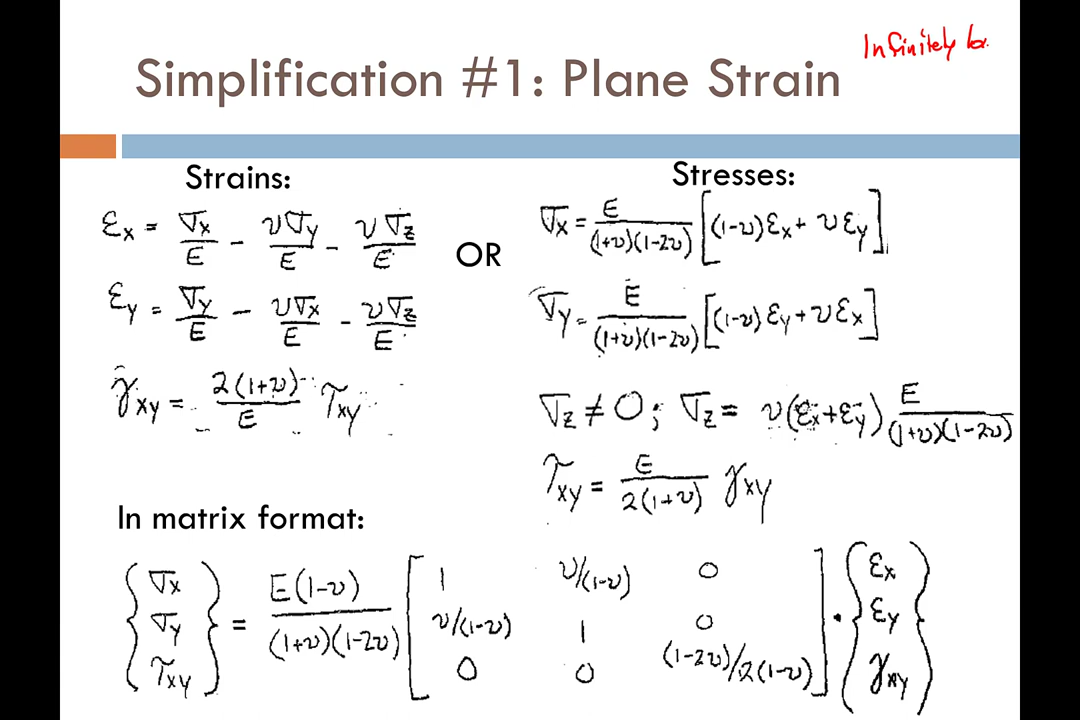 Infinitely
Simplification #1: Plane Strain
Strains:
εx = σx/E − νσy/E − νσz/E
εy = σy/E − νσx/E − νσz/E
γxy = 2(1+ν)/E τxy
OR
Stresses:
σx = E/(1+ν)(1-2ν) [(1-ν)εx + νεy]
σy = E/(1+ν)(1-2ν) [(1-ν)εy + νεx]
σz ≠ 0; σz = ν(εx+εy) E/(1+ν)(1-2ν)
τxy = E/2(1+ν) γxy
In matrix format:
{σx σy τxy} = E(1-ν)/(1+ν)(1-2ν) [1 ν/(1-ν) 0; ν/(1-ν) 1 0; 0 0 (1-2ν)/2(1-ν)] · {εx εy γxy}